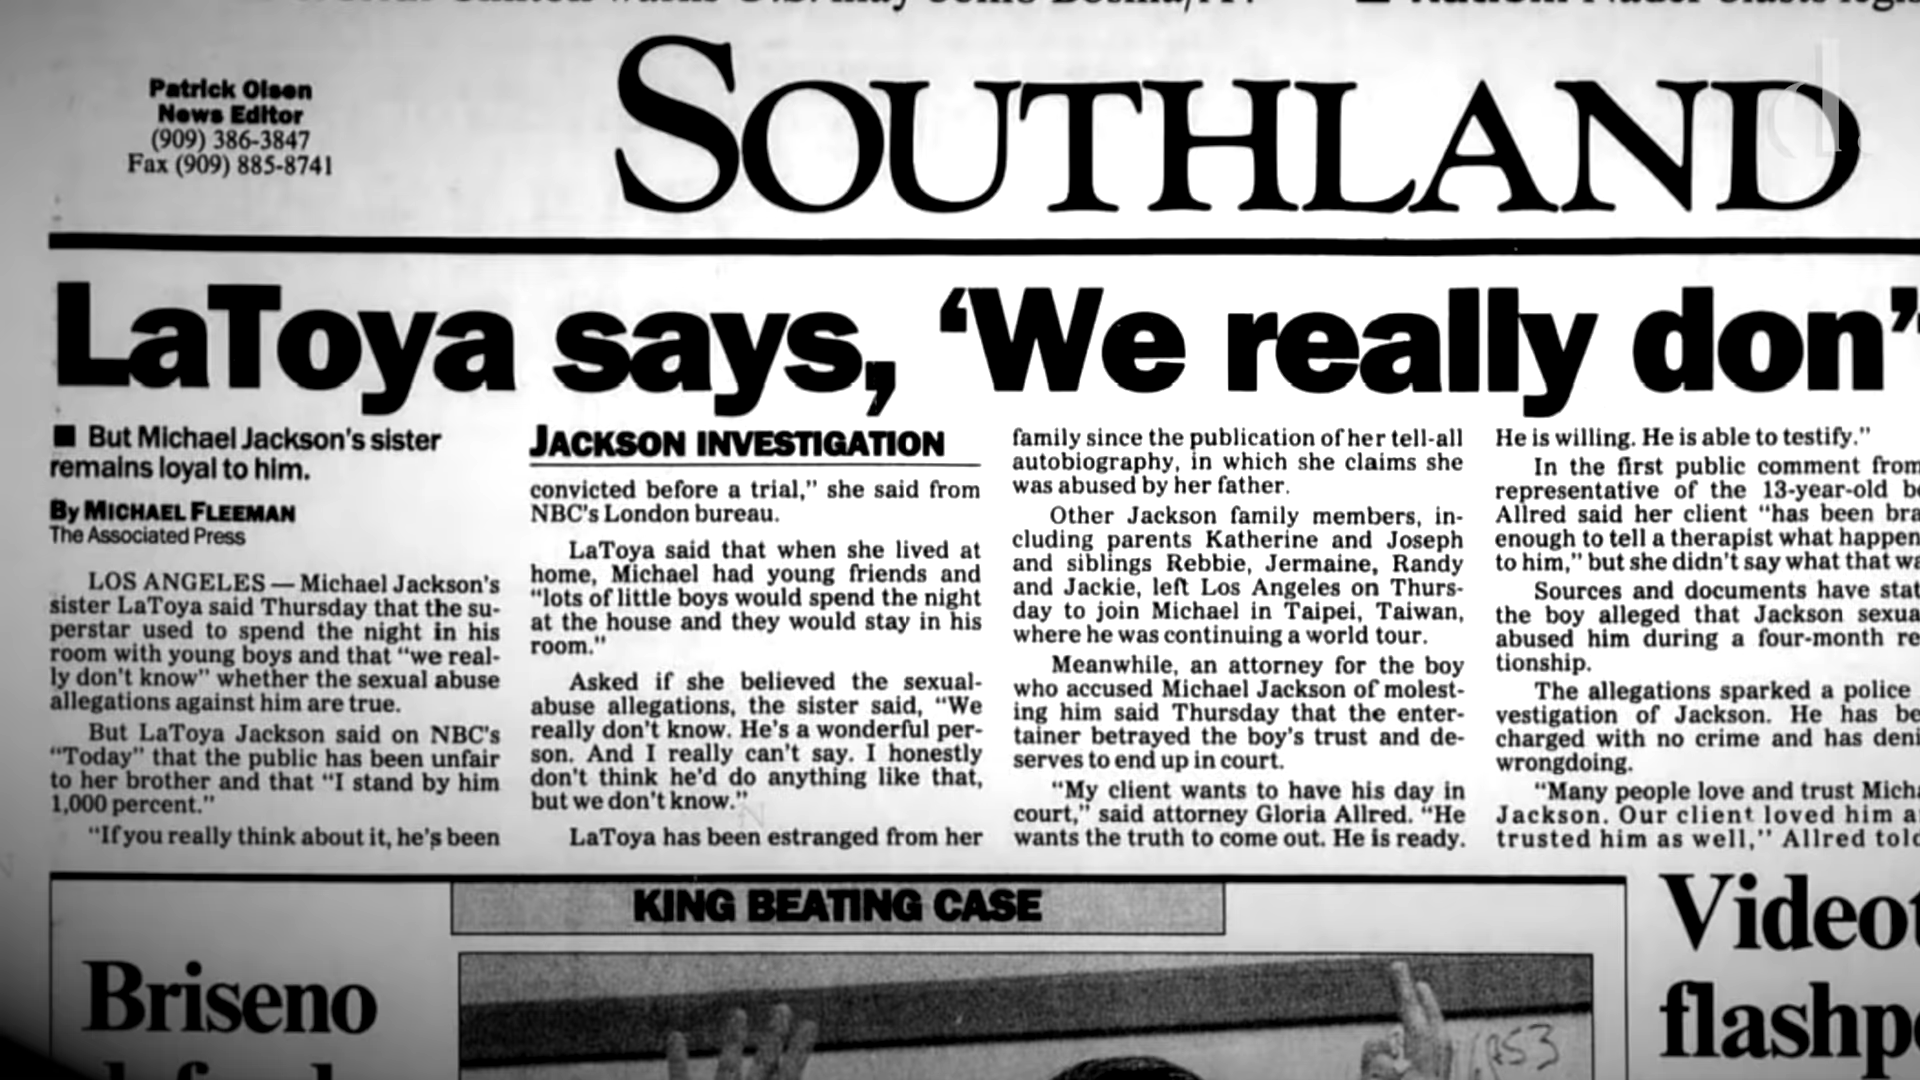 Patrick Olsen
News Editor
(909) 386-3847
Fax (909) 885-8741
SOUTHLAND
d.
LaToya says, ‘We really don’
■ But Michael Jackson's sister
remains loyal to him.
By MICHAEL FLEEMAN
The Associated Press
LOS ANGELES — Michael Jackson's
sister LaToya said Thursday that the su-
perstar used to spend the night in his
room with young boys and that “we real-
ly don't know” whether the sexual abuse
allegations against him are true.
But LaToya Jackson said on NBC's
“Today” that the public has been unfair
to her brother and that “I stand by him
1,000 percent.”
“If you really think about it, he's been
JACKSON INVESTIGATION
convicted before a trial,” she said from
NBC's London bureau.
LaToya said that when she lived at
home, Michael had young friends and
“lots of little boys would spend the night
at the house and they would stay in his
room.”
Asked if she believed the sexual-
abuse allegations, the sister said, “We
really don't know. He's a wonderful per-
son. And I really can't say. I honestly
don't think he'd do anything like that,
but we don't know.”
LaToya has been estranged from her
family since the publication of her tell-all
autobiography, in which she claims she
was abused by her father.
Other Jackson family members, in-
cluding parents Katherine and Joseph
and siblings Rebbie, Jermaine, Randy
and Jackie, left Los Angeles on Thurs-
day to join Michael in Taipei, Taiwan,
where he was continuing a world tour.
Meanwhile, an attorney for the boy
who accused Michael Jackson of molest-
ing him said Thursday that the enter-
tainer betrayed the boy's trust and de-
serves to end up in court.
“My client wants to have his day in
court,” said attorney Gloria Allred. “He
wants the truth to come out. He is ready.
He is willing. He is able to testify.”
In the first public comment from
representative of the 13-year-old
Allred said her client “has been
enough to tell a therapist what happen
to him,” but she didn't say what that
Sources and documents have
the boy alleged that Jackson
abused him during a four-month
tionship.
The allegations sparked a police
vestigation of Jackson. He has
charged with no crime and has
wrongdoing.
“Many people love and trust
Jackson. Our client loved him
trusted him as well,” Allred
KING BEATING CASE
Briseno